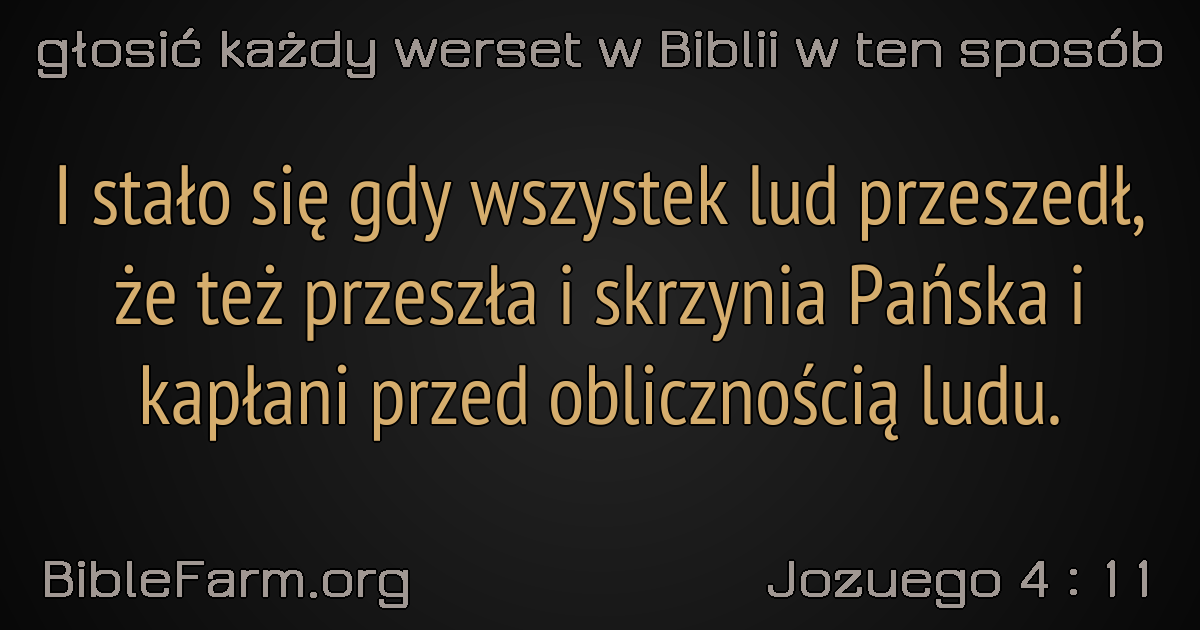 głosić każdy werset w Biblii w ten sposób
I stało się gdy wszystek lud przeszedł,
że też przeszła i skrzynia Pańska i
kapłani przed oblicznością ludu.
BibleFarm.org
Jozuego 4 : 11